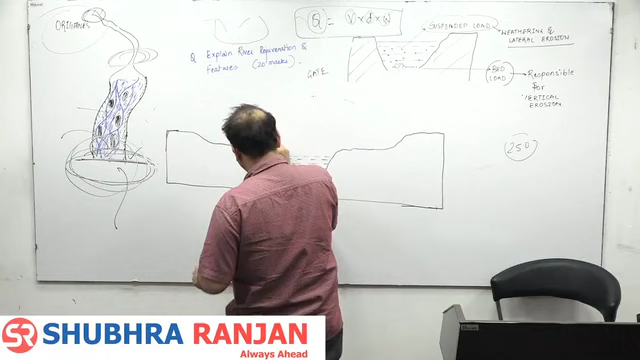 Q = V x d x W
SUSPENDED LOAD
WEATHERING &
LATERAL EROSION
Q Explain River Rejuvenation &
Features (20 marks).
GATE
BED
LOAD
Responsible
for
VERTICAL
EROSION
250
SR SHUBHRA RANJAN
Always Ahead